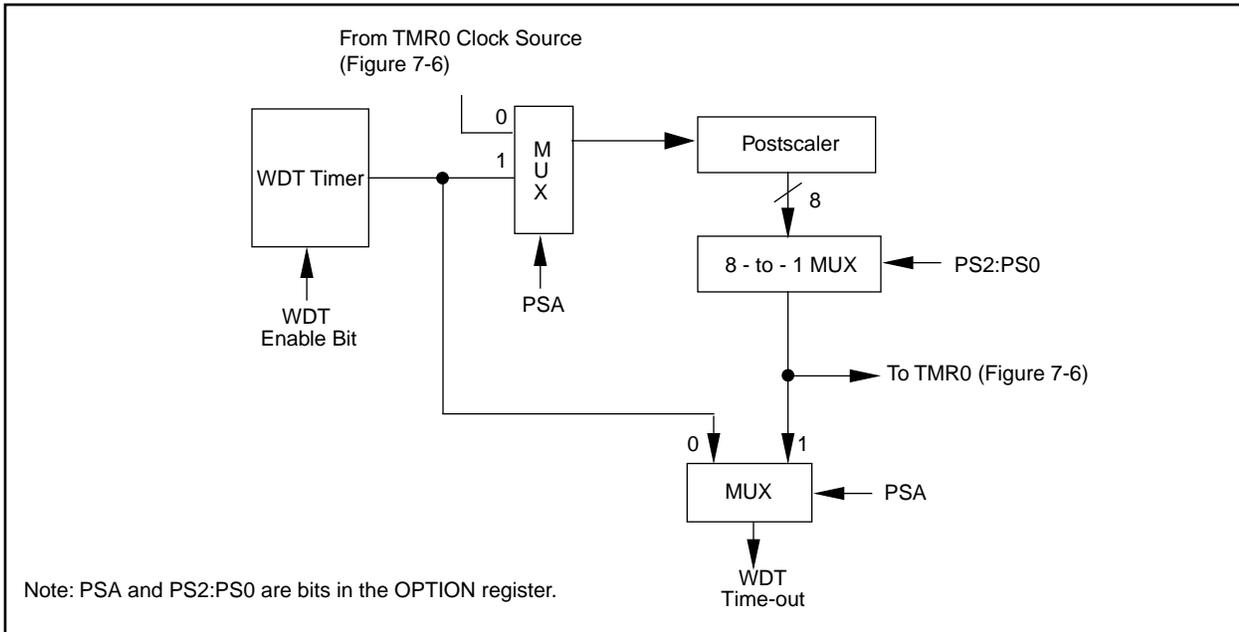 From TMR0 Clock Source
(Figure 7-6)
0
1
M
U
X
WDT Timer
Postscaler
8
8 - to - 1 MUX
PS2:PS0
PSA
WDT
Enable Bit
To TMR0 (Figure 7-6)
0
1
MUX
PSA
WDT
Time-out
Note: PSA and PS2:PS0 are bits in the OPTION register.